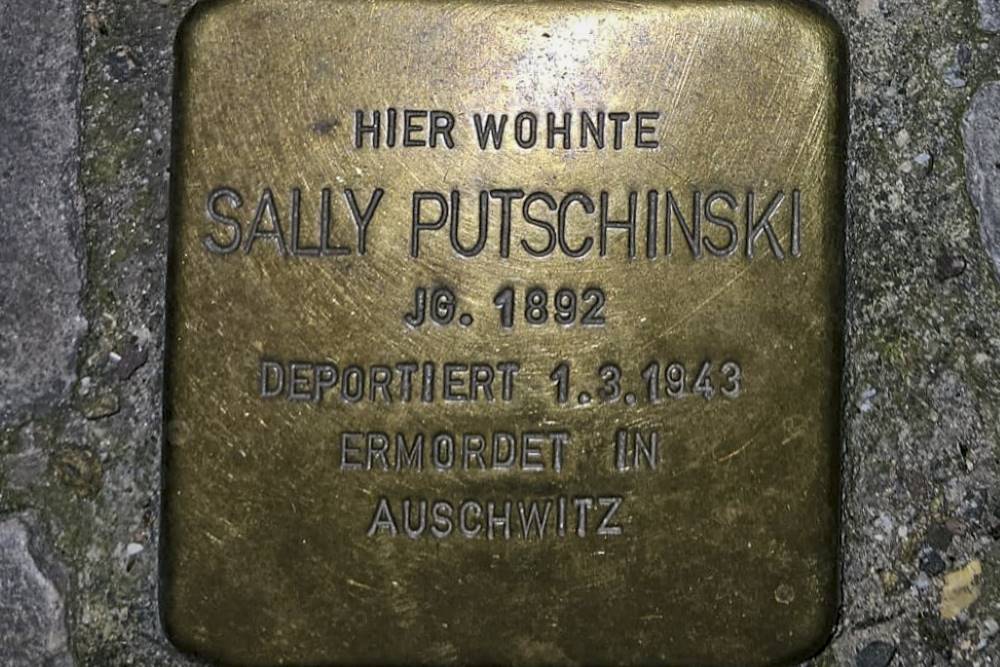 HIER WOHNTE
SALLY PUTSCHINSKI
JG. 1892
DEPORTIERT 1.3.1943
ERMORDET IN
AUSCHWITZ